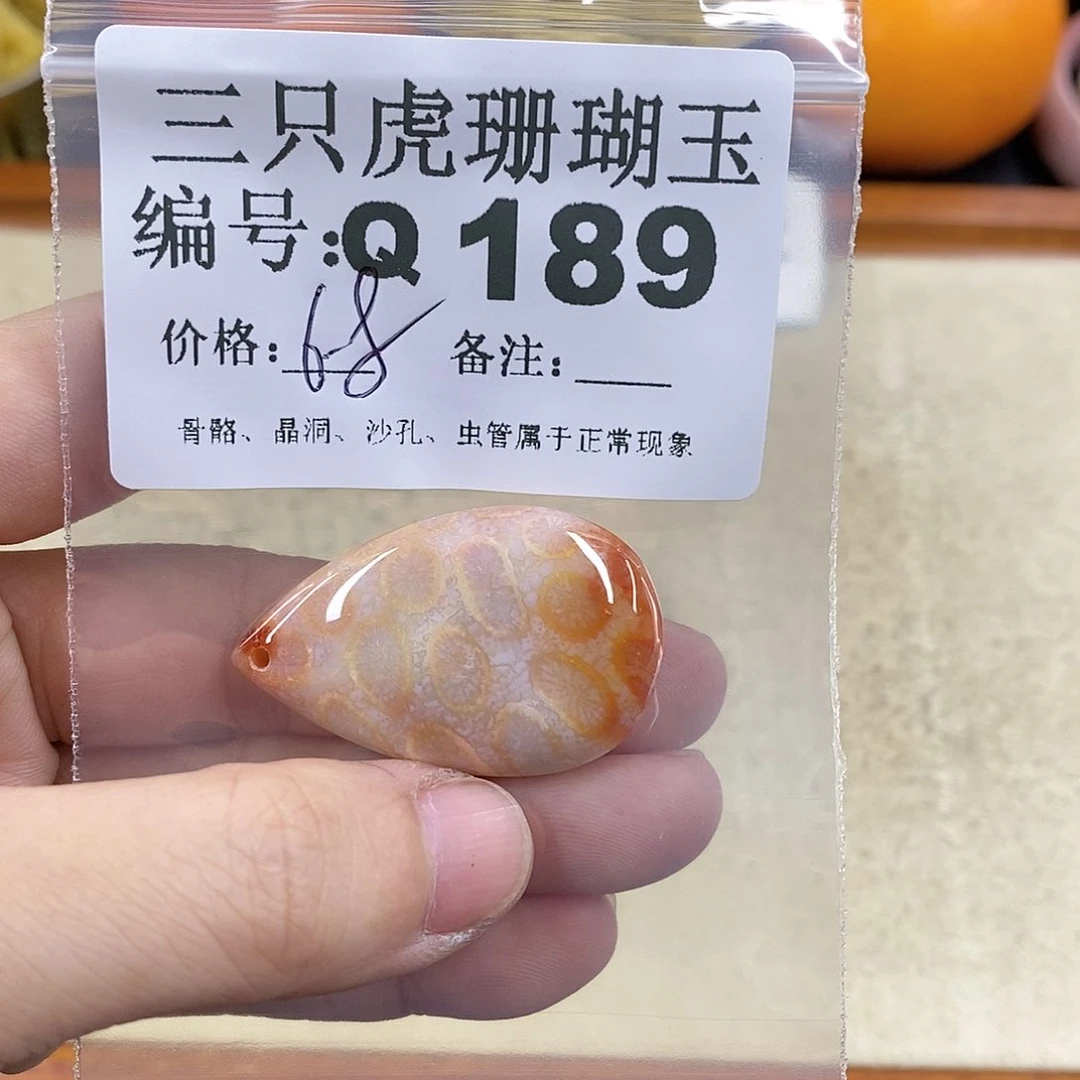 三只虎珊瑚玉
编号:Q 189
价格: 68 备注:____
骨骼、晶洞、沙孔、虫管属于正常现象